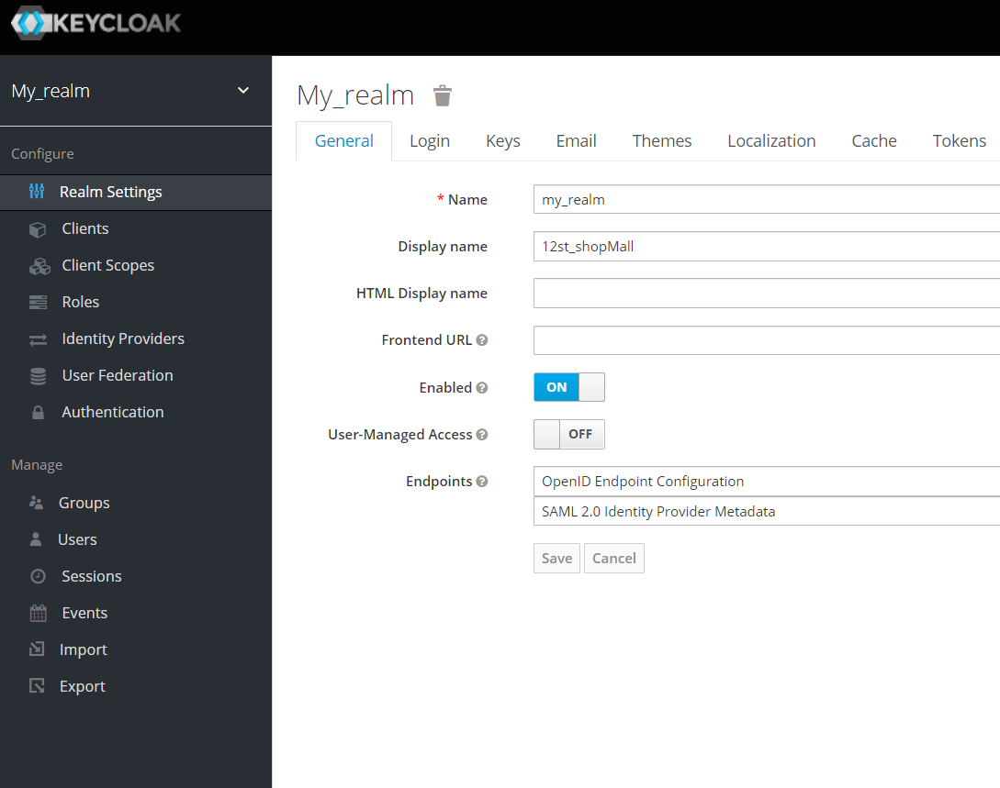 KEYCLOAK
My_realm
Configure
Realm Settings
Clients
Client Scopes
Roles
Identity Providers
User Federation
Authentication
Manage
Groups
Users
Sessions
Events
Import
Export
My_realm
General Login Keys Email Themes Localization Cache Tokens
* Name my_realm
Display name 12st_shopMall
HTML Display name
Frontend URL ?
Enabled ? ON
User-Managed Access ? OFF
Endpoints ? OpenID Endpoint Configuration
SAML 2.0 Identity Provider Metadata
Save Cancel